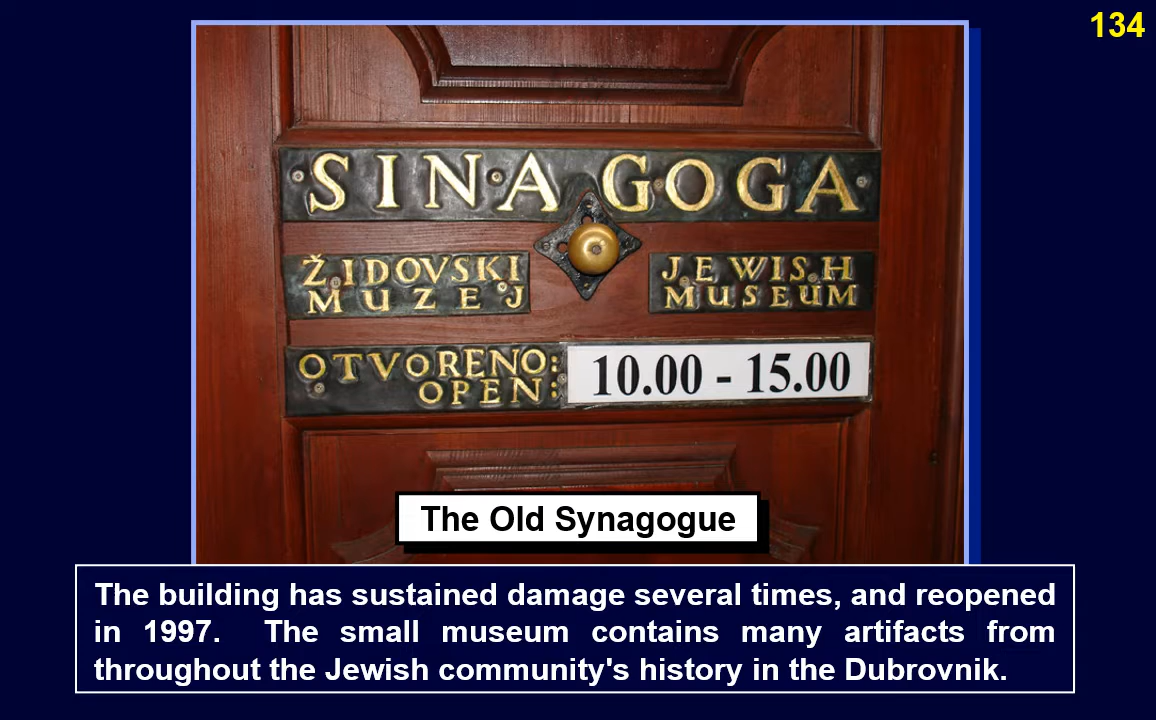 134
SINAGOGA
ŽIDOVSKI
MUZEJ
JEWISH
MUSEUM
OTVORENO:
OPEN:
10.00 - 15.00
The Old Synagogue
The building has sustained damage several times, and reopened
in 1997. The small museum contains many artifacts from
throughout the Jewish community's history in the Dubrovnik.